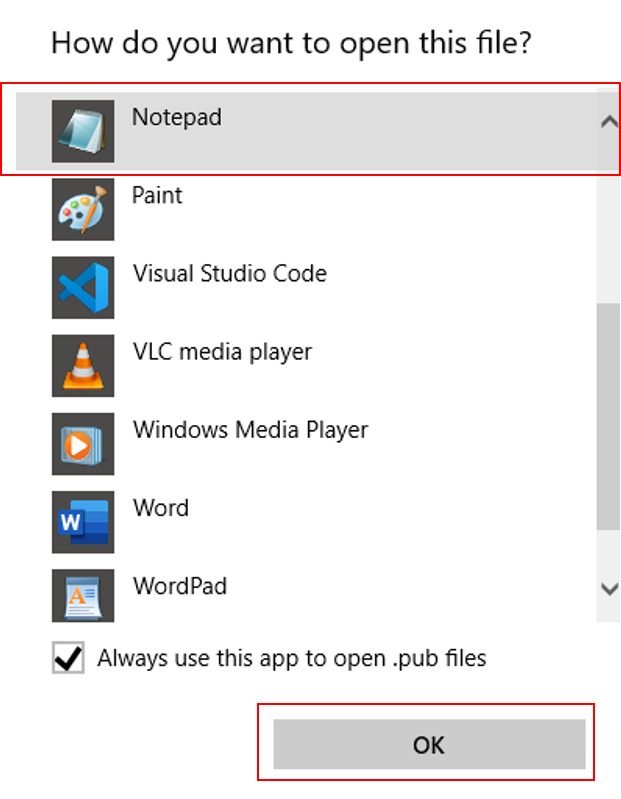 How do you want to open this file?
Notepad
Paint
Visual Studio Code
VLC media player
Windows Media Player
W
Word
A
WordPad
Always use this app to open .pub files
OK